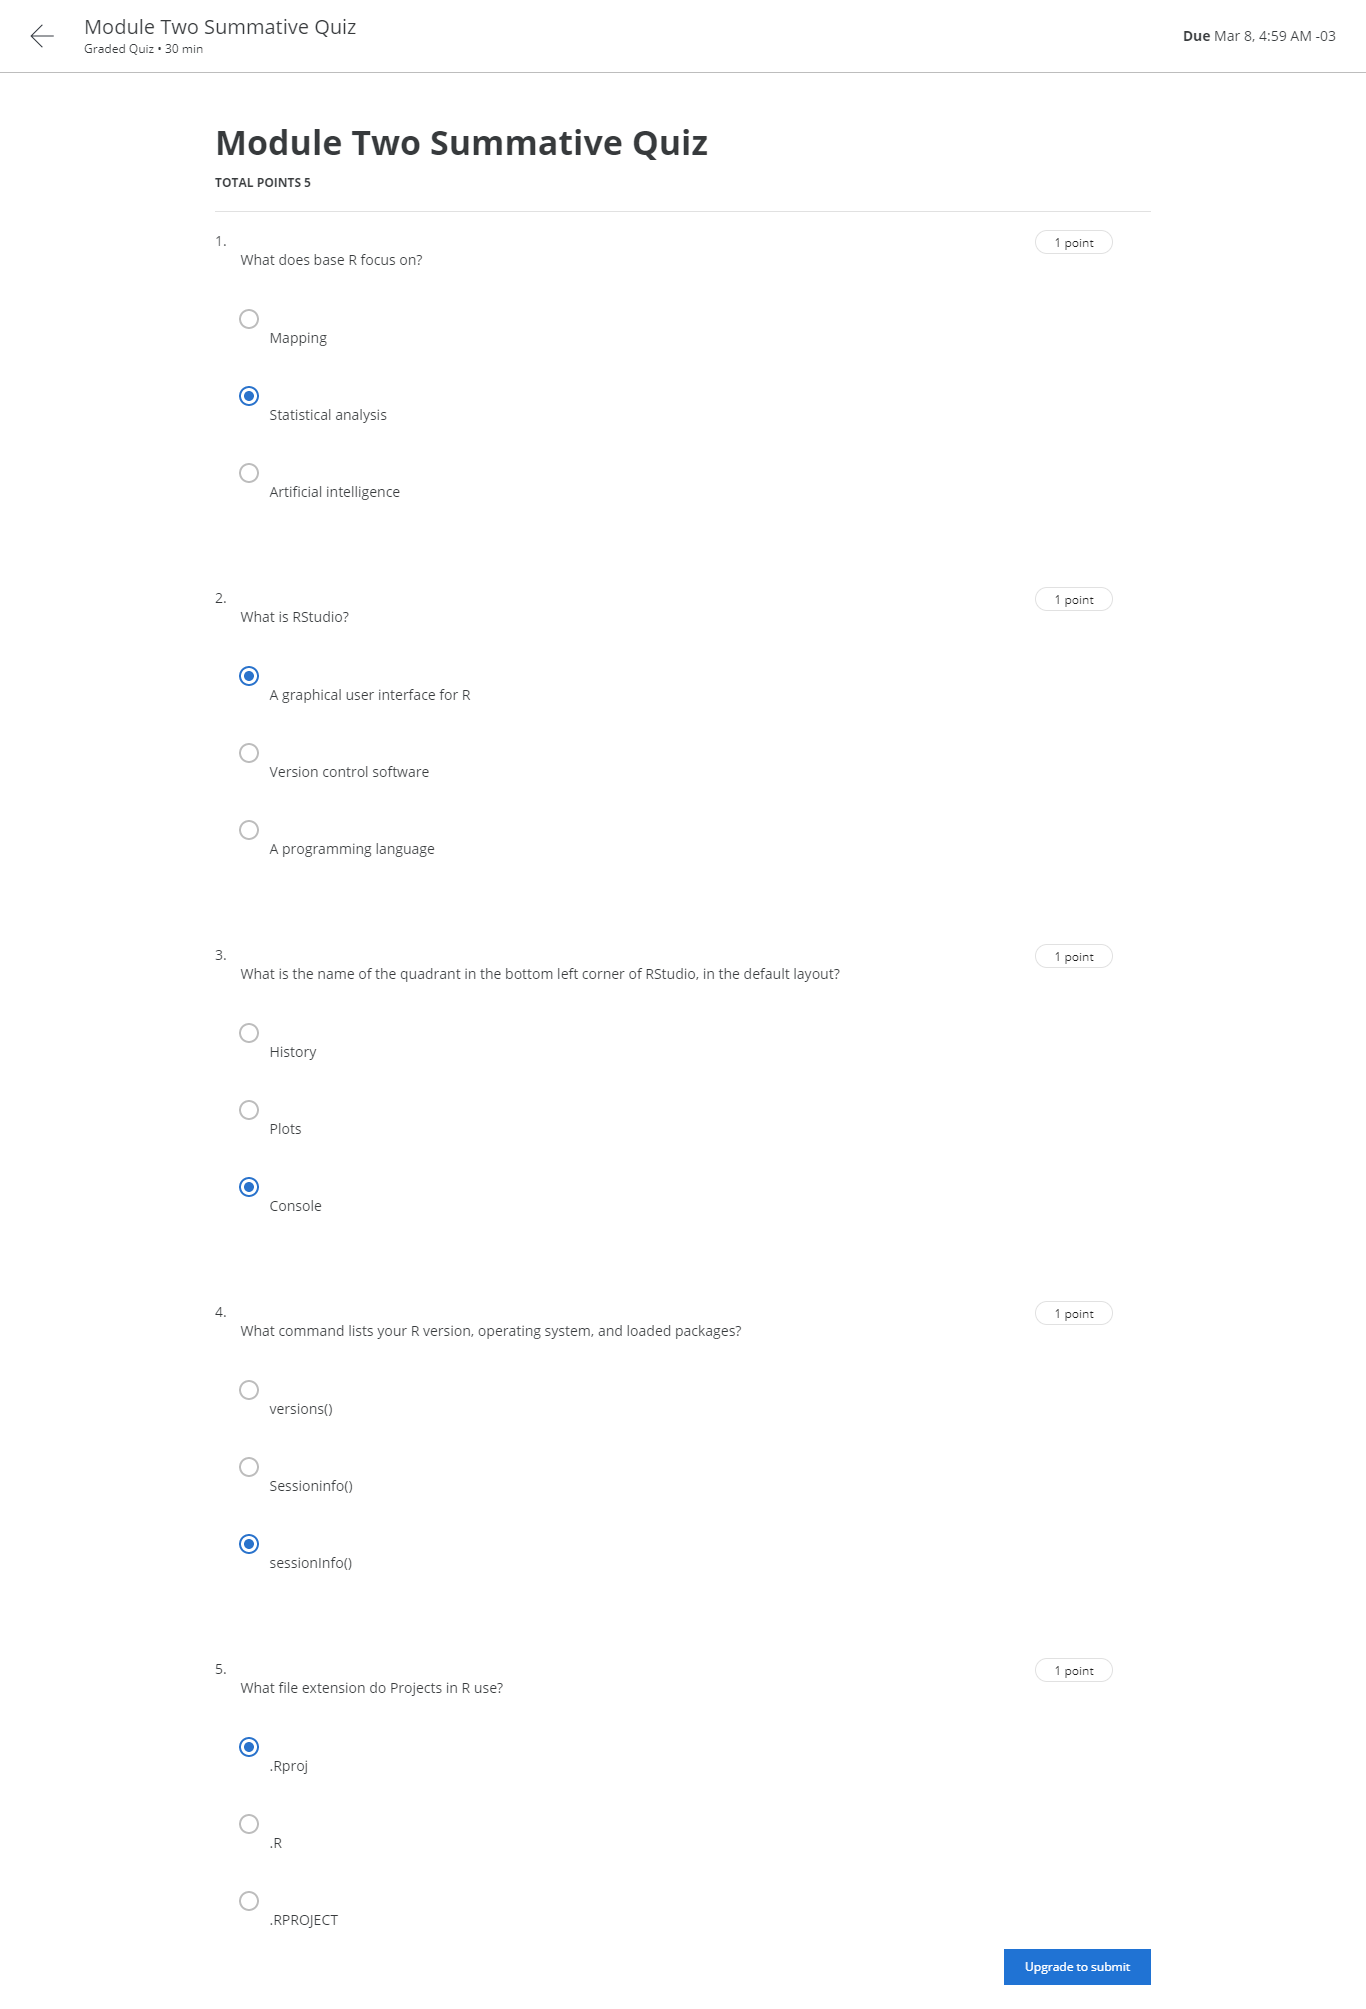 Module Two Summative Quiz
Graded Quiz • 30 min
Due Mar 8, 4:59 AM -03
Module Two Summative Quiz
TOTAL POINTS 5
1.
1 point
What does base R focus on?
Mapping
Statistical analysis
Artificial intelligence
2.
1 point
What is RStudio?
A graphical user interface for R
Version control software
A programming language
3.
1 point
What is the name of the quadrant in the bottom left corner of RStudio, in the default layout?
History
Plots
Console
4.
1 point
What command lists your R version, operating system, and loaded packages?
versions()
Sessioninfo()
sessionInfo()
5.
1 point
What file extension do Projects in R use?
.Rproj
.R
.RPROJECT
Upgrade to submit